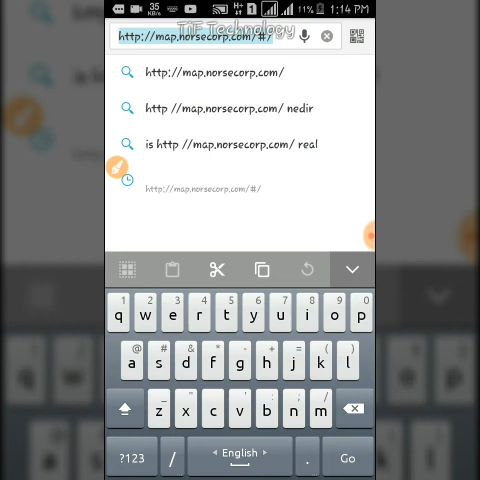 35
KB/s
H+
1
11%
1:14 PM
TiF Technology
http://map.norsecorp.com/#/
http://map.norsecorp.com/
http //map.norsecorp.com/ nedir
is http //map.norsecorp.com/ real
http://map.norsecorp.com/#/
1 2 3 4 5 6 7 8 9 0
q w e r t y u i o p
@ # & * - + = ( )
a s d f g h j k l
_ " ' : ; /
z x c v b n m
?123 / English . Go